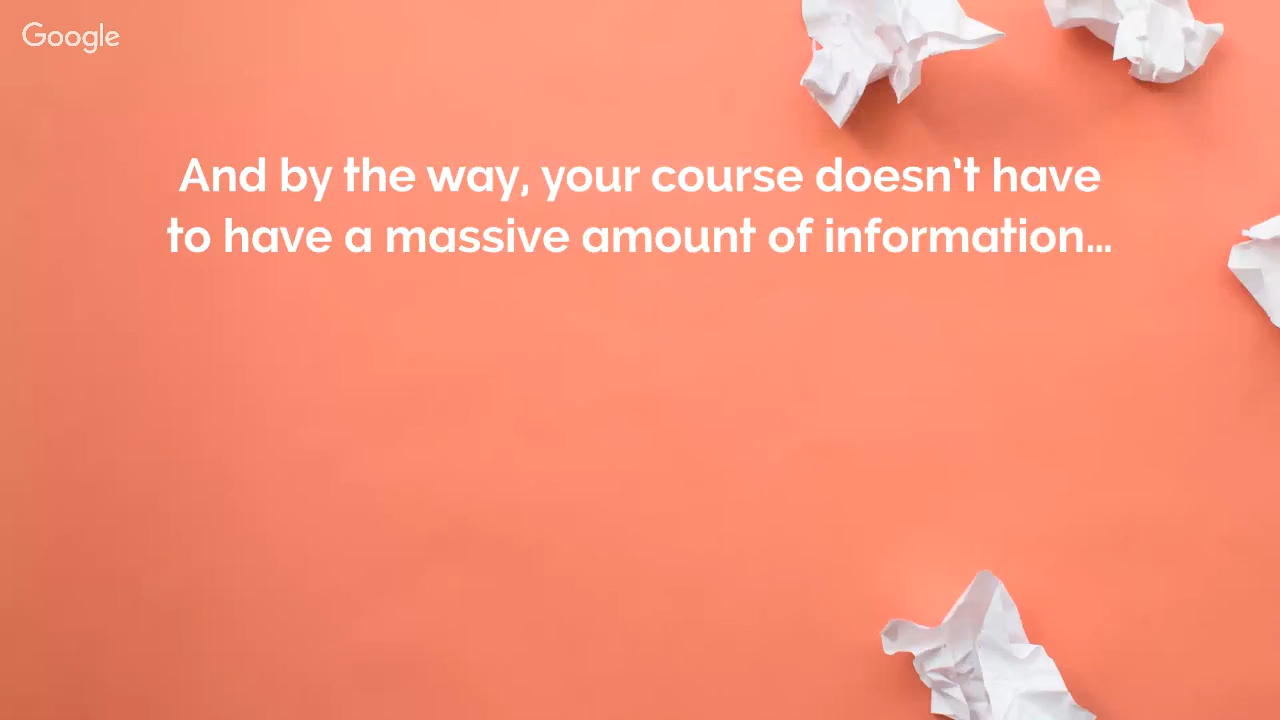 Google
And by the way, your course doesn't have
to have a massive amount of information...